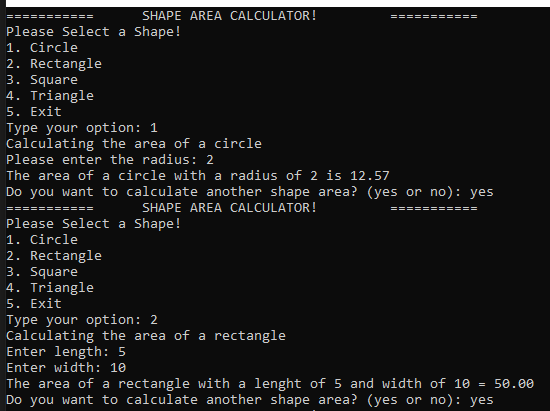 =========== SHAPE AREA CALCULATOR! ===========
Please Select a Shape!
1. Circle
2. Rectangle
3. Square
4. Triangle
5. Exit
Type your option: 1
Calculating the area of a circle
Please enter the radius: 2
The area of a circle with a radius of 2 is 12.57
Do you want to calculate another shape area? (yes or no): yes
=========== SHAPE AREA CALCULATOR! ===========
Please Select a Shape!
1. Circle
2. Rectangle
3. Square
4. Triangle
5. Exit
Type your option: 2
Calculating the area of a rectangle
Enter length: 5
Enter width: 10
The area of a rectangle with a lenght of 5 and width of 10 = 50.00
Do you want to calculate another shape area? (yes or no): yes